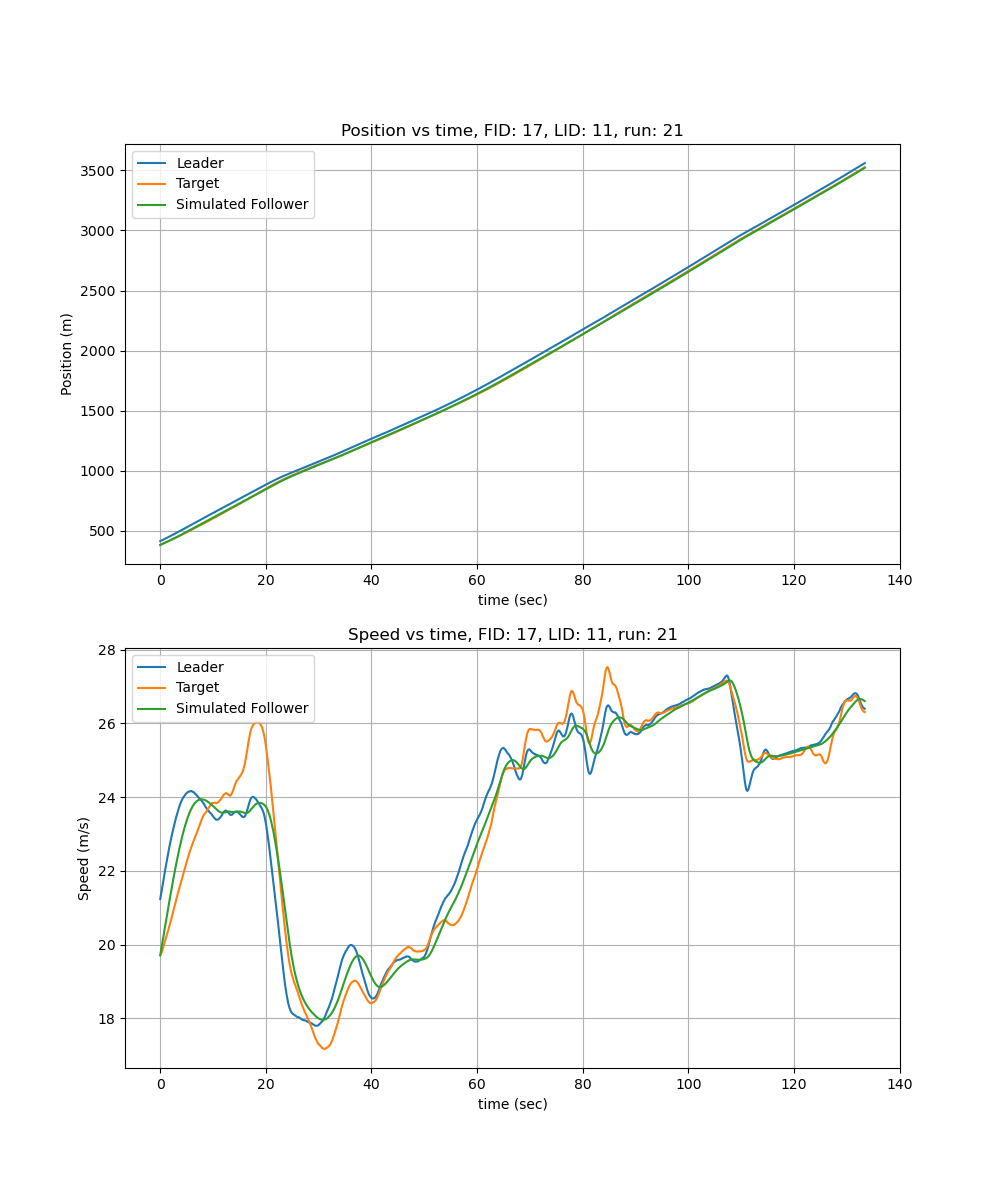 Position vs time, FID: 17, LID: 11, run: 21
Leader
Target
Simulated Follower
3500
3000
2500
2000
1500
1000
500
Position (m)
0 20 40 60 80 100 120 140
time (sec)
Speed vs time, FID: 17, LID: 11, run: 21
Leader
Target
Simulated Follower
28
26
24
22
20
18
Speed (m/s)
0 20 40 60 80 100 120 140
time (sec)